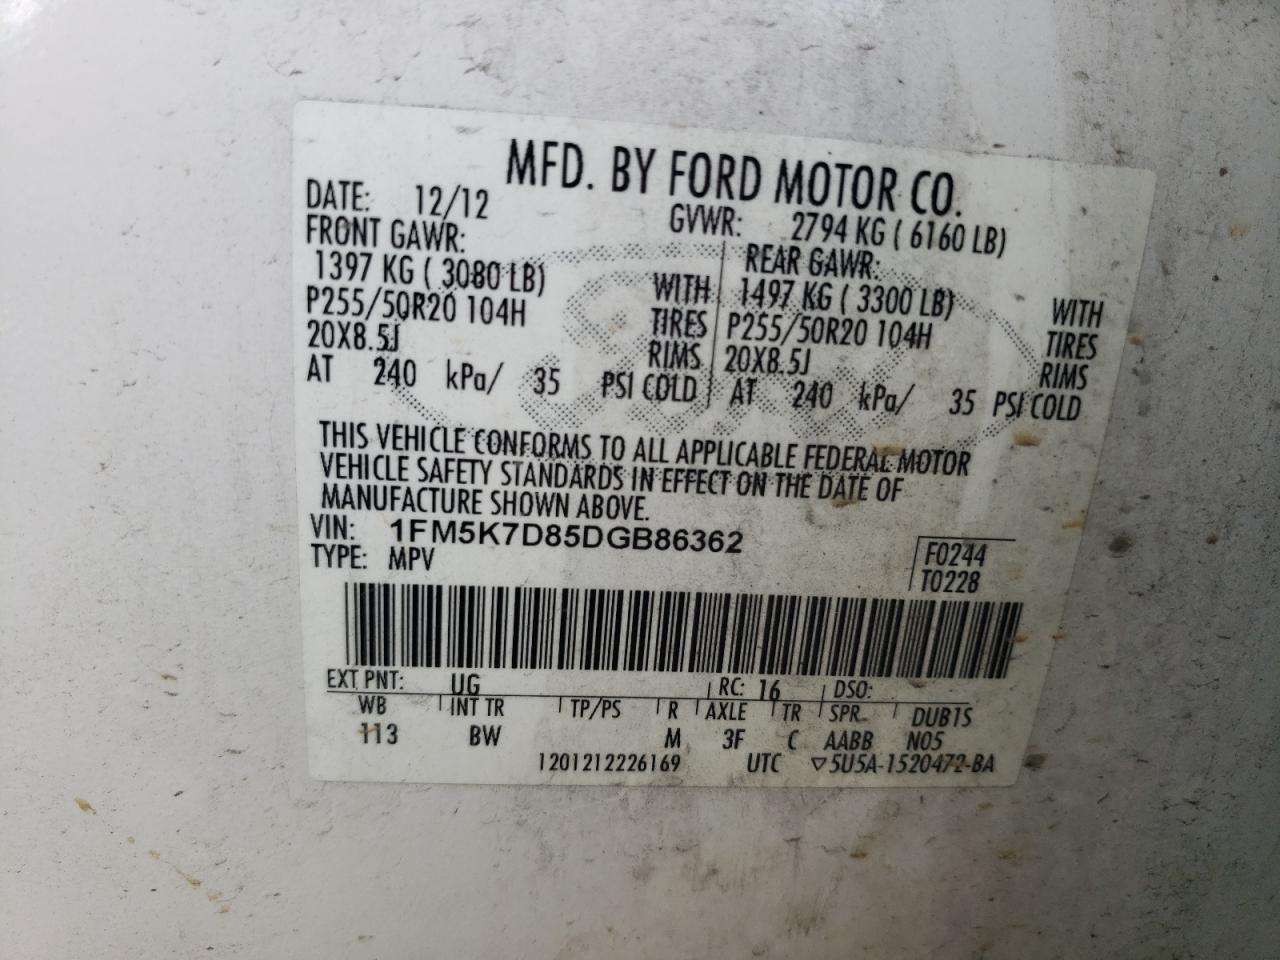 MFD. BY FORD MOTOR CO.
DATE: 12/12 GVWR: 2794 KG ( 6160 LB)
FRONT GAWR: REAR GAWR:
1397 KG ( 3080 LB) WITH 1497 KG ( 3300 LB) WITH
P255/50R20 104H TIRES P255/50R20 104H TIRES
20X8.5J RIMS 20X8.5J RIMS
AT 240 kPa/ 35 PSI COLD AT 240 kPa/ 35 PSI COLD
THIS VEHICLE CONFORMS TO ALL APPLICABLE FEDERAL MOTOR
VEHICLE SAFETY STANDARDS IN EFFECT ON THE DATE OF
MANUFACTURE SHOWN ABOVE.
VIN: 1FM5K7D85DGB86362
TYPE: MPV
F0244
T0228
EXT PNT: UG RC: 16 DSO:
WB INT TR TP/PS R AXLE TR SPR DUB1S
113 BW M 3F C AABB N05
1201212226169 UTC ▽5U5A-1520472-BA